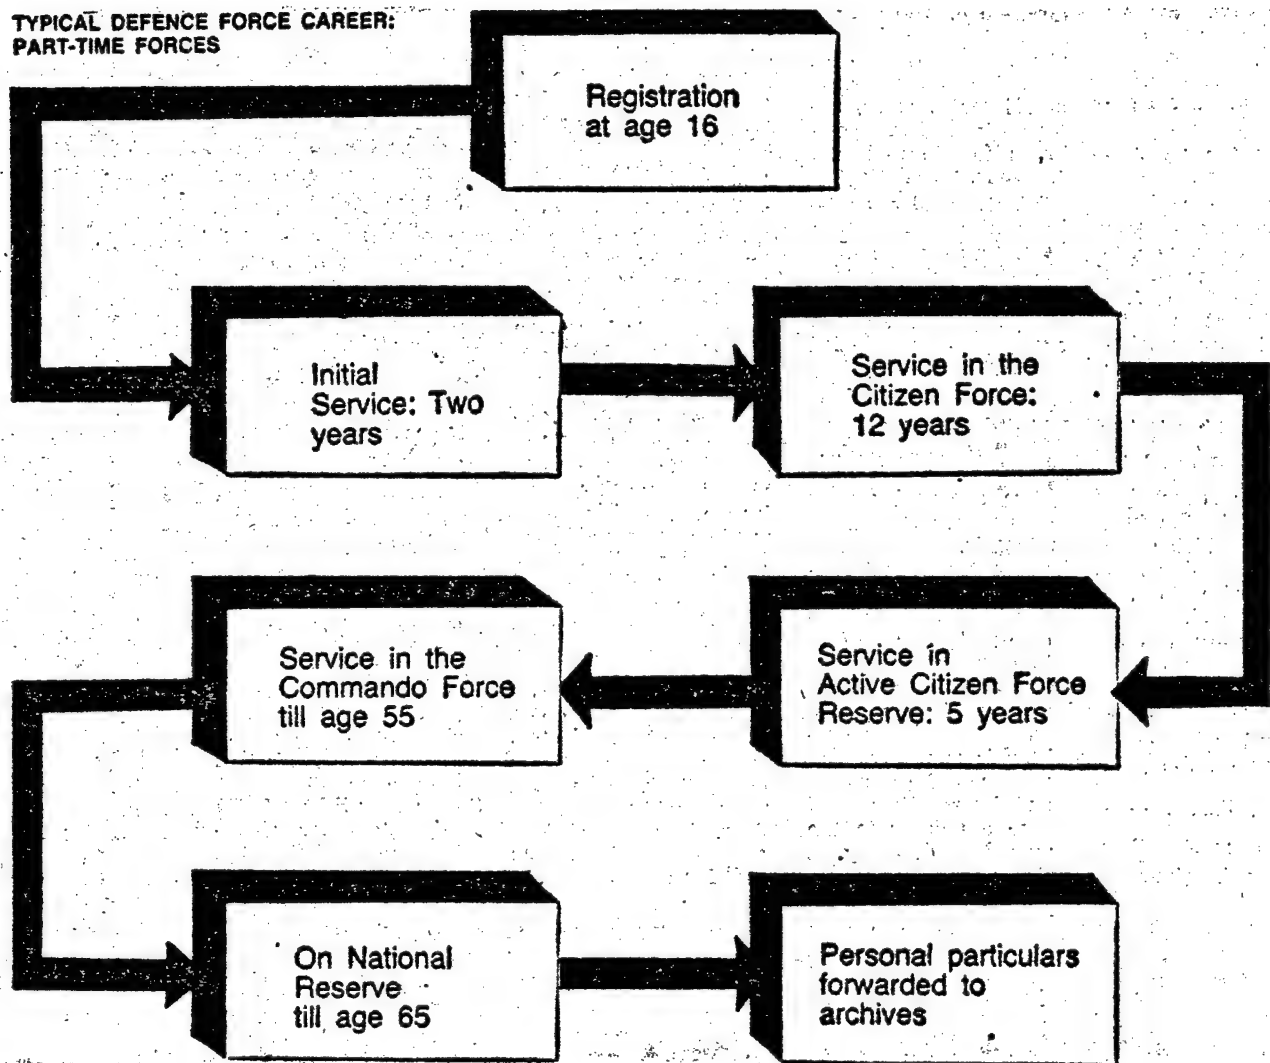 TYPICAL DEFENCE FORCE CAREER:
PART-TIME FORCES
Registration
at age 16
Initial
Service: Two
years
Service in the
Citizen Force:
12 years
Service in
Active Citizen Force
Reserve: 5 years
Service in the
Commando Force
till age 55
On National
Reserve
till age 65
Personal particulars
forwarded to
archives